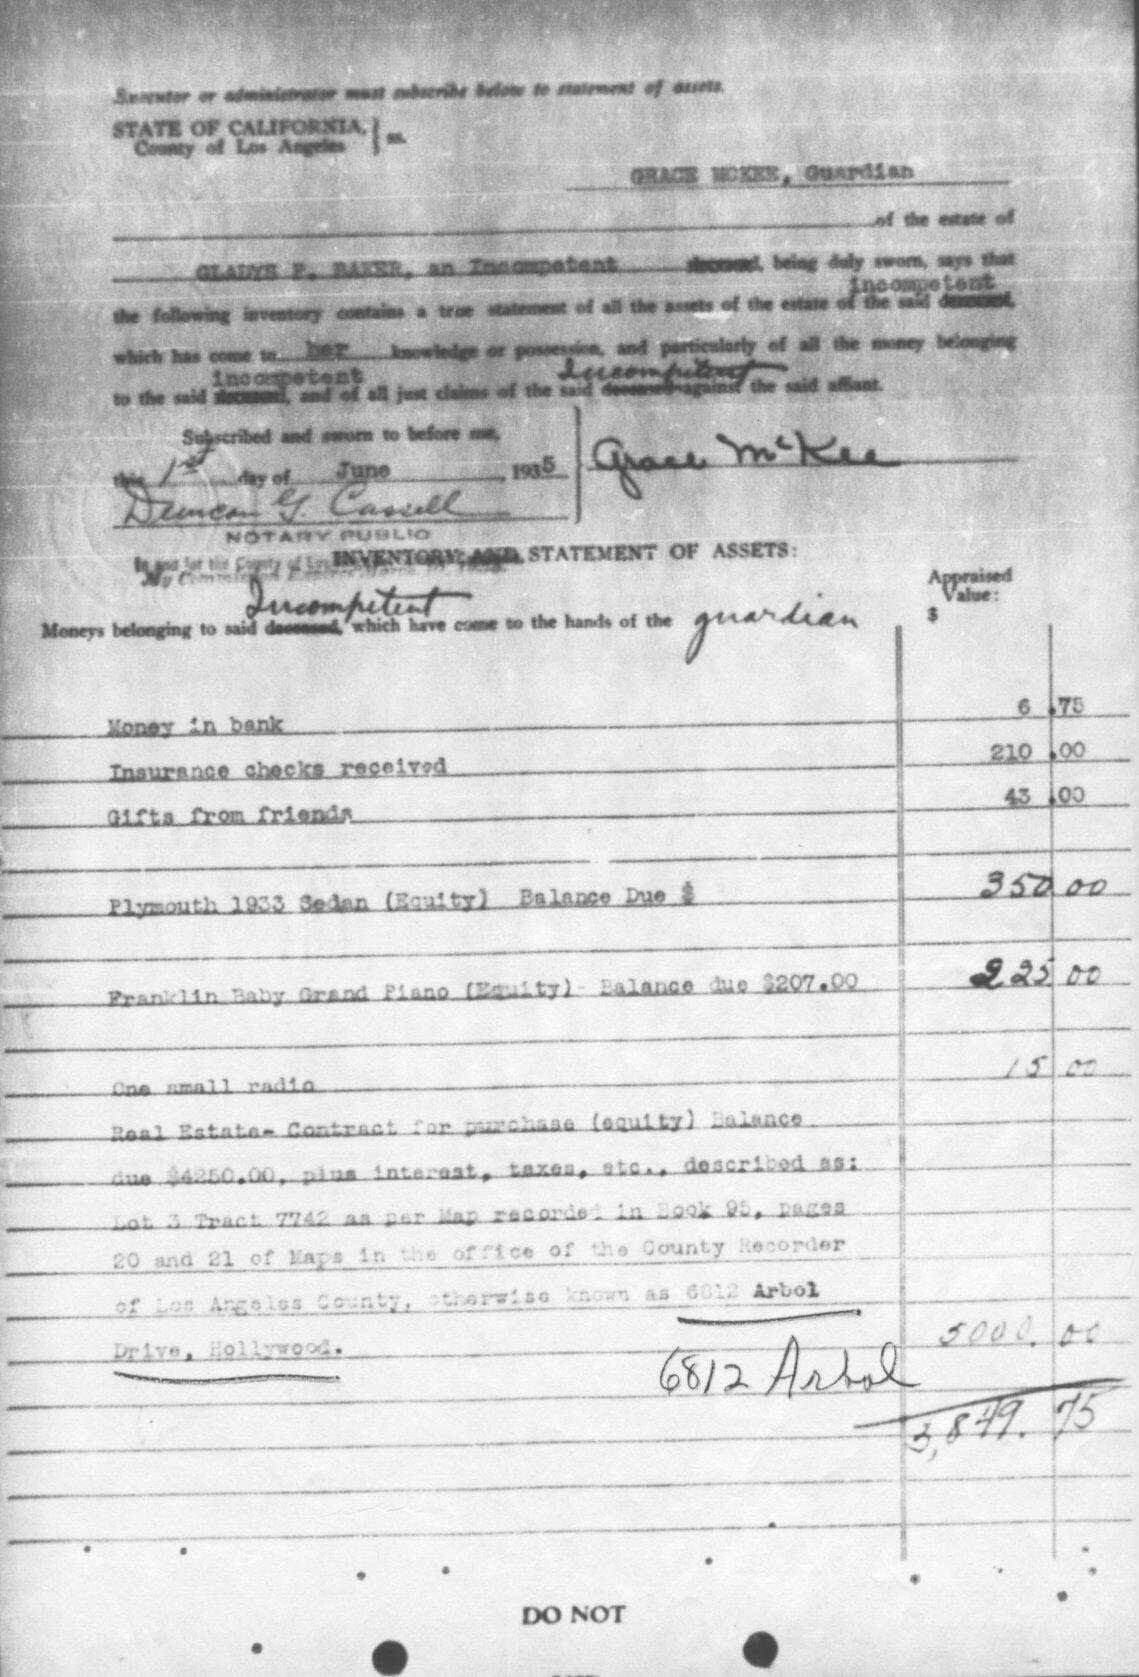 Executor or administrator must subscribe below to statement of assets.
STATE OF CALIFORNIA, } ss.
County of Los Angeles
GRACE MCKEE, Guardian
of the estate of
GLADYS P. BAKER, an Incompetent deceased, being duly sworn, says that
incompetent
the following inventory contains a true statement of all the assets of the estate of the said deceased,
which has come to her knowledge or possession, and particularly of all the money belonging
incompetent Incompetent
to the said deceased, and of all just claims of the said deceased against the said affiant.
Subscribed and sworn to before me,
this 1st day of June, 1935
Grace McKee
Duncan G. Cassell
NOTARY PUBLIC
In and for the County of
My Commission Expires
INVENTORY AND STATEMENT OF ASSETS:
Appraised
Value:
Incompetent
Moneys belonging to said deceased, which have come to the hands of the guardian $
Money in bank 6.75
Insurance checks received 210.00
Gifts from friends 43.00
Plymouth 1933 Sedan (Equity) Balance Due $ 350 00
Franklin Baby Grand Piano (Equity)- Balance due $207.00 225 00
One small radio 15 00
Real Estate- Contract for purchase (equity) Balance
due $4250.00, plus interest, taxes, etc., described as:
Lot 3 Tract 7742 as per Map recorded in Book 95, pages
20 and 21 of Maps in the office of the County Recorder
of Los Angeles County, otherwise known as 6812 Arbol
Drive, Hollywood. 5000. 00
6812 Arbol
849. 75
DO NOT